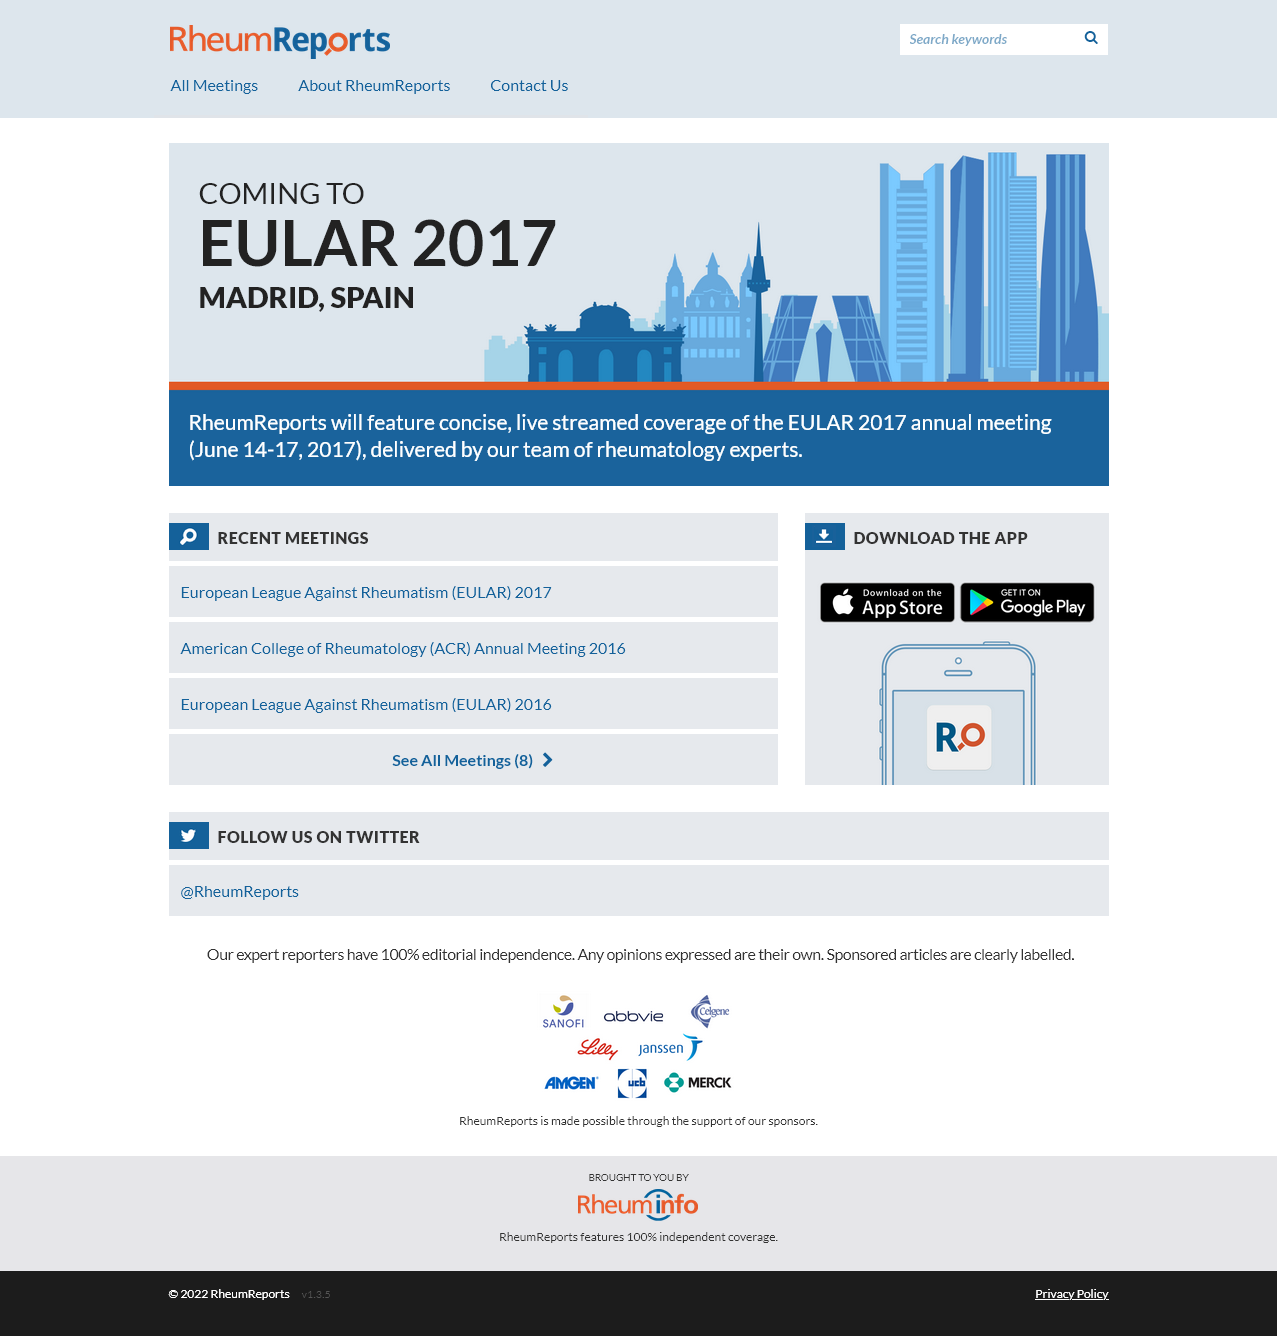 RheumReports
Search keywords
All Meetings About RheumReports Contact Us
COMING TO
EULAR 2017
MADRID, SPAIN
RheumReports will feature concise, live streamed coverage of the EULAR 2017 annual meeting
(June 14-17, 2017), delivered by our team of rheumatology experts.
RECENT MEETINGS
European League Against Rheumatism (EULAR) 2017
American College of Rheumatology (ACR) Annual Meeting 2016
European League Against Rheumatism (EULAR) 2016
See All Meetings (8)
DOWNLOAD THE APP
Download on the
App Store
GET IT ON
Google Play
RO
FOLLOW US ON TWITTER
@RheumReports
Our expert reporters have 100% editorial independence. Any opinions expressed are their own. Sponsored articles are clearly labelled.
SANOFI abbvie Celgene
Lilly janssen
AMGEN ucb MERCK
RheumReports is made possible through the support of our sponsors.
BROUGHT TO YOU BY
Rheuminfo
RheumReports features 100% independent coverage.
© 2022 RheumReports v1.3.5 Privacy Policy